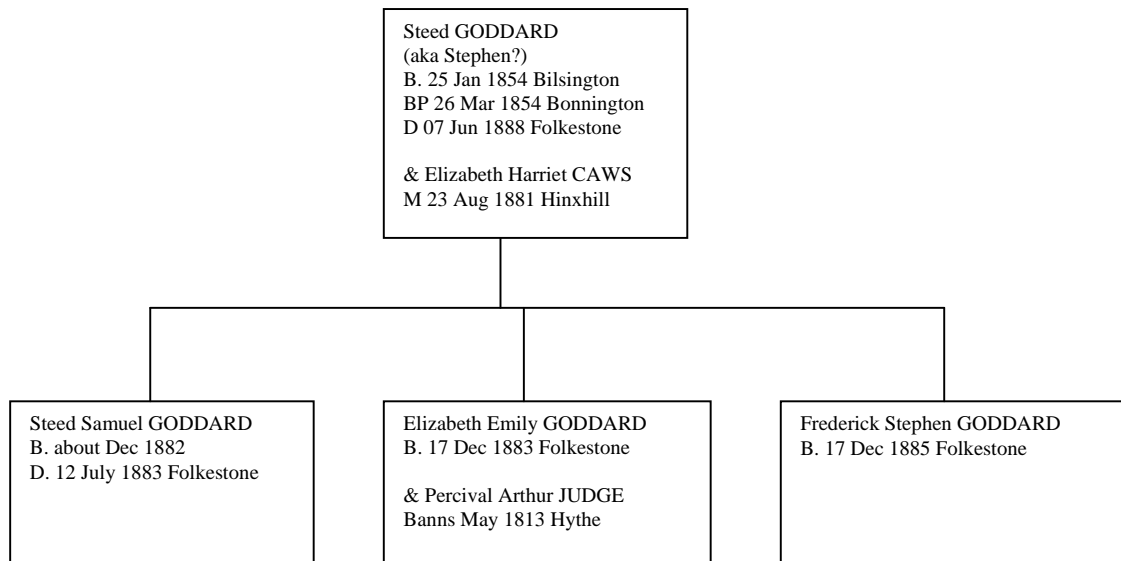 Steed GODDARD
(aka Stephen?)
B. 25 Jan 1854 Bilsington
BP 26 Mar 1854 Bonnington
D 07 Jun 1888 Folkestone
& Elizabeth Harriet CAWS
M 23 Aug 1881 Hinxhill
Steed Samuel GODDARD
B. about Dec 1882
D. 12 July 1883 Folkestone
Elizabeth Emily GODDARD
B. 17 Dec 1883 Folkestone
& Percival Arthur JUDGE
Banns May 1813 Hythe
Frederick Stephen GODDARD
B. 17 Dec 1885 Folkestone